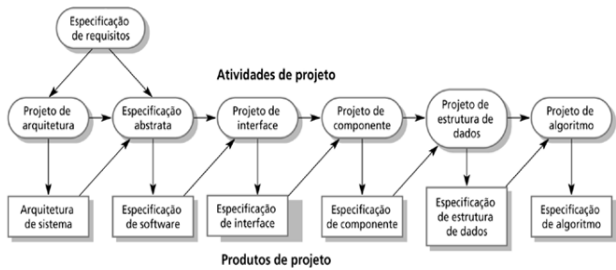 Especificação
de requisitos
Atividades de projeto
Projeto de
arquitetura
Especificação
abstrata
Projeto de
interface
Projeto de
componente
Projeto de
estrutura de
dados
Projeto de
algoritmo
Arquitetura
de sistema
Especificação
de software
Especificação
de interface
Especificação
de componente
Especificação
de estrutura
de dados
Especificação
de algoritmo
Produtos de projeto